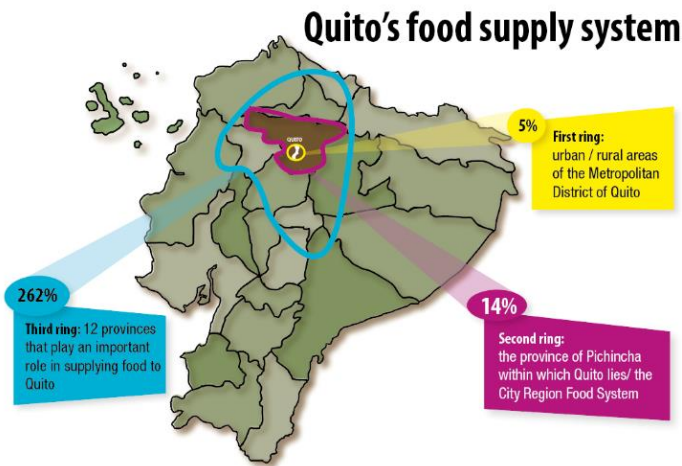 Quito’s food supply system
QUITO
5%
First ring:
urban / rural areas
of the Metropolitan
District of Quito
262%
Third ring: 12 provinces
that play an important
role in supplying food to
Quito
14%
Second ring:
the province of Pichincha
within which Quito lies/ the
City Region Food System